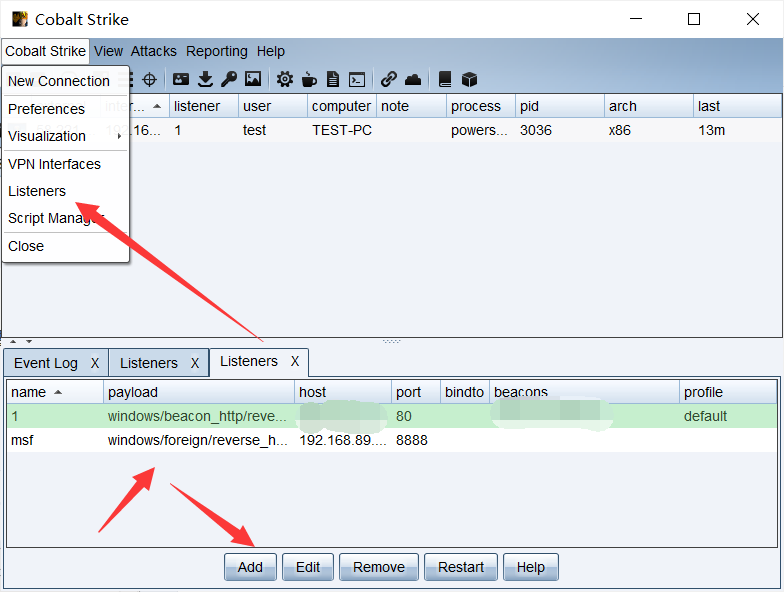 Cobalt Strike
Cobalt Strike View Attacks Reporting Help
New Connection
Preferences
Visualization
VPN Interfaces
Listeners
Script Manager
Close
inter... listener user computer note process pid arch last
.16... 1 test TEST-PC powers... 3036 x86 13m
Event Log X Listeners X Listeners X
name payload host port bindto beacons profile
1 windows/beacon_http/reve... 80 default
msf windows/foreign/reverse_h... 192.168.89.... 8888
Add Edit Remove Restart Help